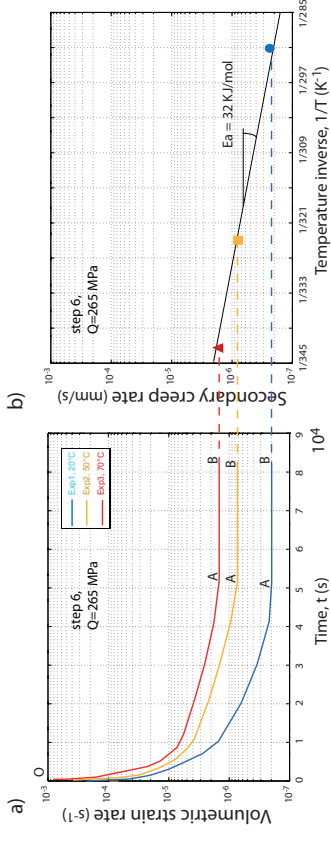 a)
10⁻³
10⁻⁴
10⁻⁵
10⁻⁶
10⁻⁷
Volumetric strain rate (s⁻¹)
O
step 6,
Q=265 MPa
Exp1, 20°C
Exp2, 50°C
Exp3, 70°C
A
B
A
B
A
B
0
1
2
3
4
5
6
7
8
9
10⁴
Time, t (s)
b)
10⁻³
10⁻⁴
10⁻⁵
10⁻⁶
10⁻⁷
Secondary creep rate (mm/s)
step 6,
Q=265 MPa
Ea = 32 KJ/mol
1/345
1/333
1/321
1/309
1/297
1/285
Temperature inverse, 1/T (K⁻¹)